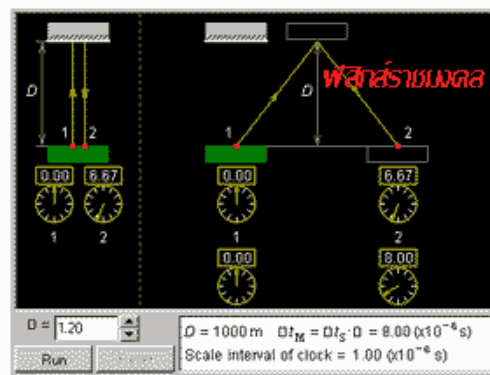 D
D
ฟิสิกส์ราชมงคล
1 2
1
2
0.00 6.67
0.00
6.67
1 2
1
2
0.00
8.00
D = 1.20
D = 1000 m DtM = DtS·D = 8.00 (x10⁻⁶ s)
Scale interval of clock = 1.00 (x10⁻⁶ s)
Run